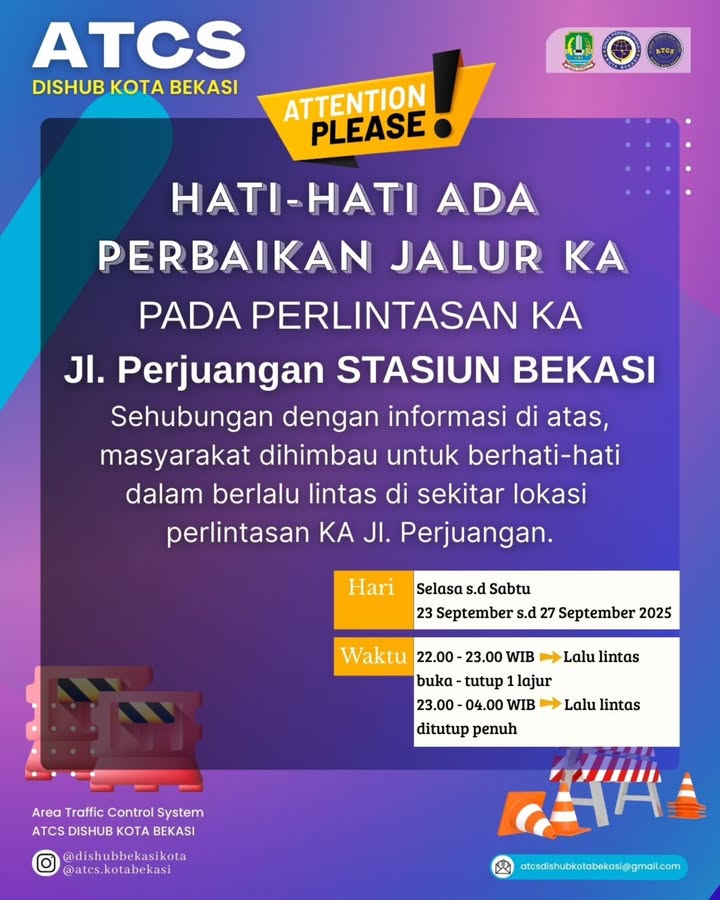 ATCS
DISHUB KOTA BEKASI
ATTENTION
PLEASE!
HATI-HATI ADA
PERBAIKAN JALUR KA
PADA PERLINTASAN KA
Jl. Perjuangan STASIUN BEKASI
Sehubungan dengan informasi di atas,
masyarakat dihimbau untuk berhati-hati
dalam berlalu lintas di sekitar lokasi
perlintasan KA Jl. Perjuangan.
Hari
Selasa s.d Sabtu
23 September s.d 27 September 2025
Waktu
22.00 - 23.00 WIB ➡ Lalu lintas
buka - tutup 1 lajur
23.00 - 04.00 WIB ➡ Lalu lintas
ditutup penuh
Area Traffic Control System
ATCS DISHUB KOTA BEKASI
@dishubbekasikota
@atcs.kotabekasi
atcsdishubkotabekasi@gmail.com